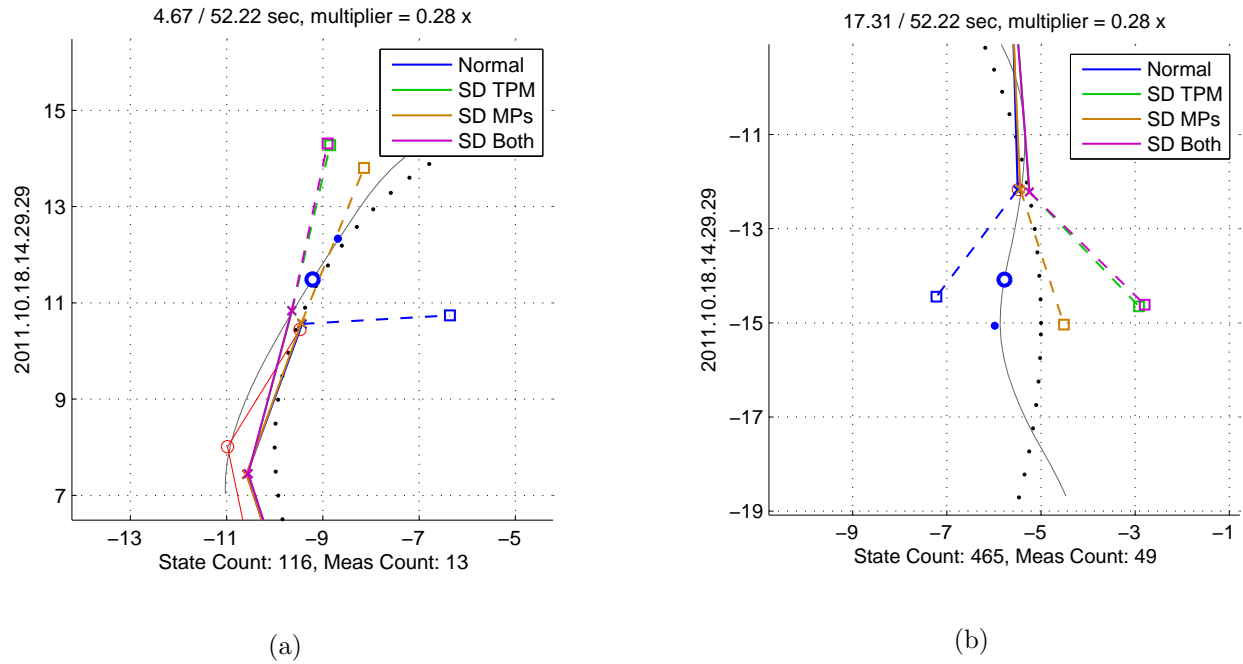 4.67 / 52.22 sec, multiplier = 0.28 x
Normal
SD TPM
SD MPs
SD Both
15
13
11
9
7
2011.10.18.14.29.29
−13 −11 −9 −7 −5
State Count: 116, Meas Count: 13
(a)
17.31 / 52.22 sec, multiplier = 0.28 x
Normal
SD TPM
SD MPs
SD Both
−11
−13
−15
−17
−19
2011.10.18.14.29.29
−9 −7 −5 −3 −1
State Count: 465, Meas Count: 49
(b)